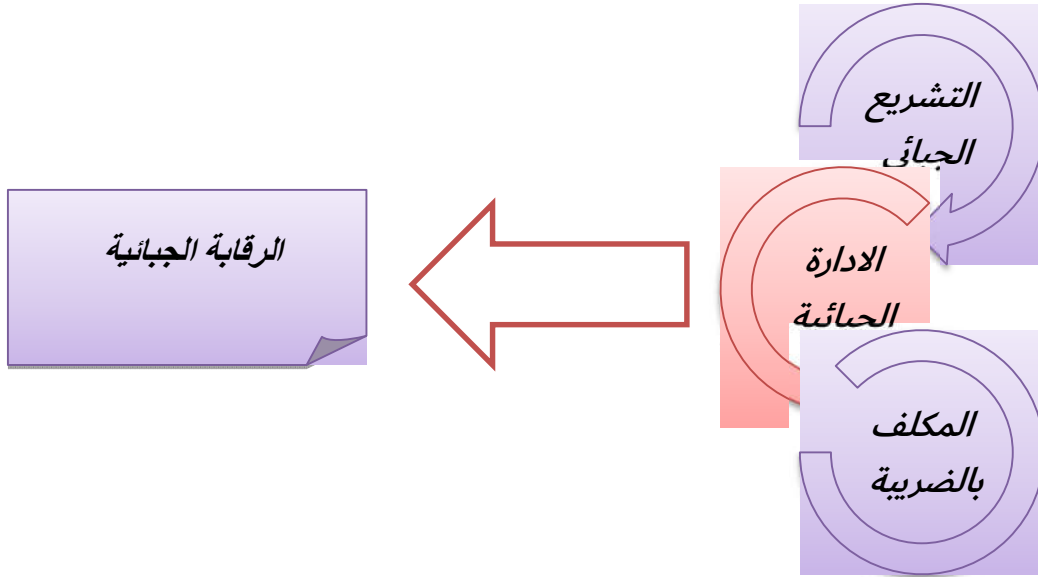 التشريع
الجبائي
الادارة
الجبائية
المكلف
بالضريبة
الرقابة الجبائية